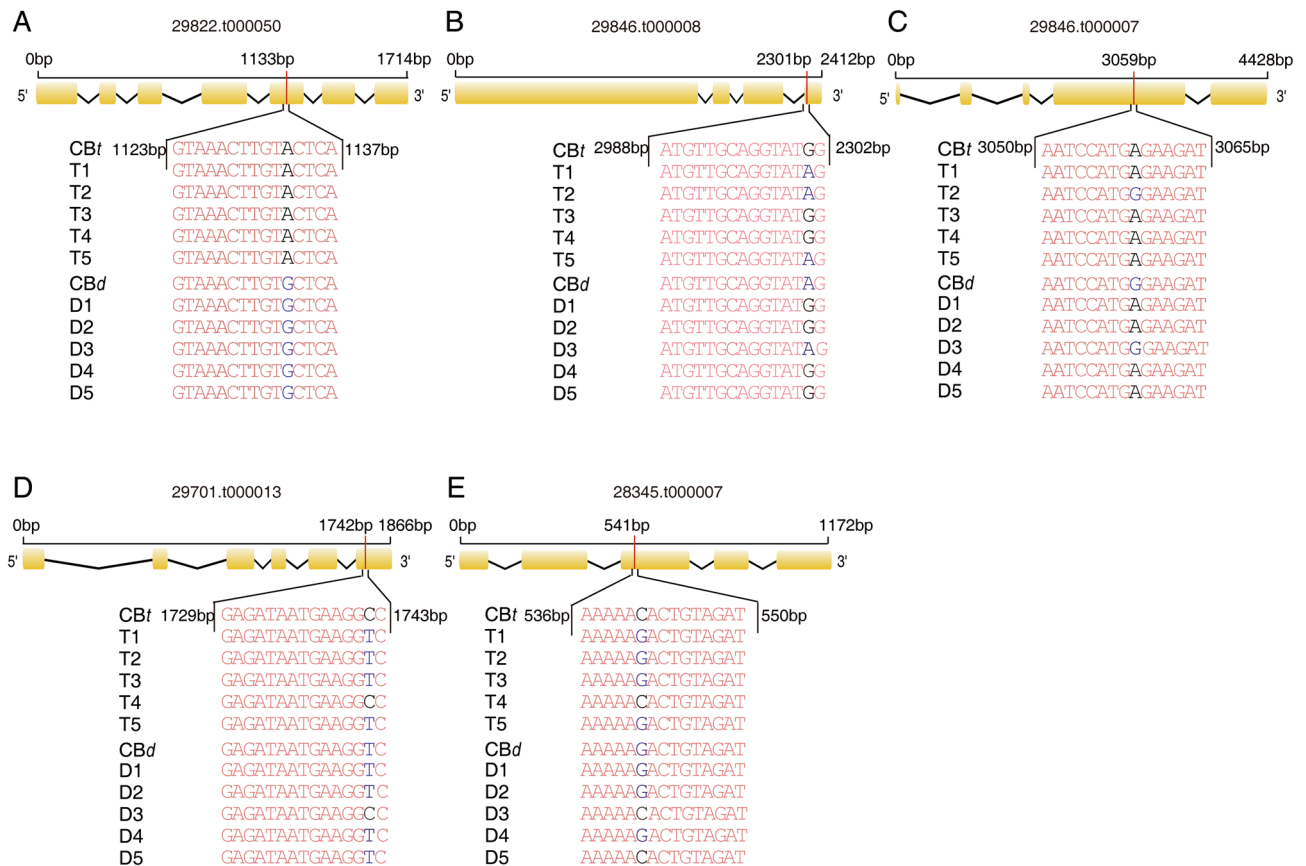 A
29822.t000050
0bp 1133bp 1714bp
5' 3'
1123bp 1137bp
CBt GTAAACTTGTACTCA
T1 GTAAACTTGTACTCA
T2 GTAAACTTGTACTCA
T3 GTAAACTTGTACTCA
T4 GTAAACTTGTACTCA
T5 GTAAACTTGTACTCA
CBd GTAAACTTGTGCTCA
D1 GTAAACTTGTGCTCA
D2 GTAAACTTGTGCTCA
D3 GTAAACTTGTGCTCA
D4 GTAAACTTGTGCTCA
D5 GTAAACTTGTGCTCA
B
29846.t000008
0bp 2301bp 2412bp
5' 3'
2988bp 2302bp
CBt ATGTTGCAGGTATGG
T1 ATGTTGCAGGTATAG
T2 ATGTTGCAGGTATAG
T3 ATGTTGCAGGTATGG
T4 ATGTTGCAGGTATGG
T5 ATGTTGCAGGTATAG
CBd ATGTTGCAGGTATAG
D1 ATGTTGCAGGTATGG
D2 ATGTTGCAGGTATGG
D3 ATGTTGCAGGTATAG
D4 ATGTTGCAGGTATGG
D5 ATGTTGCAGGTATGG
C
29846.t000007
0bp 3059bp 4428bp
5' 3'
3050bp 3065bp
CBt AATCCATGAGAAGAT
T1 AATCCATGAGAAGAT
T2 AATCCATGGGAAGAT
T3 AATCCATGAGAAGAT
T4 AATCCATGAGAAGAT
T5 AATCCATGAGAAGAT
CBd AATCCATGGGAAGAT
D1 AATCCATGAGAAGAT
D2 AATCCATGAGAAGAT
D3 AATCCATGGGAAGAT
D4 AATCCATGAGAAGAT
D5 AATCCATGAGAAGAT
D
29701.t000013
0bp 1742bp 1866bp
5' 3'
1729bp 1743bp
CBt GAGATAATGAAGGCC
T1 GAGATAATGAAGGTC
T2 GAGATAATGAAGGTC
T3 GAGATAATGAAGGTC
T4 GAGATAATGAAGGCC
T5 GAGATAATGAAGGTC
CBd GAGATAATGAAGGTC
D1 GAGATAATGAAGGTC
D2 GAGATAATGAAGGTC
D3 GAGATAATGAAGGCC
D4 GAGATAATGAAGGTC
D5 GAGATAATGAAGGTC
E
28345.t000007
0bp 541bp 1172bp
5' 3'
536bp 550bp
CBt AAAAACACTGTAGAT
T1 AAAAAGACTGTAGAT
T2 AAAAAGACTGTAGAT
T3 AAAAAGACTGTAGAT
T4 AAAAACACTGTAGAT
T5 AAAAAGACTGTAGAT
CBd AAAAAGACTGTAGAT
D1 AAAAAGACTGTAGAT
D2 AAAAAGACTGTAGAT
D3 AAAAACACTGTAGAT
D4 AAAAAGACTGTAGAT
D5 AAAAACACTGTAGAT